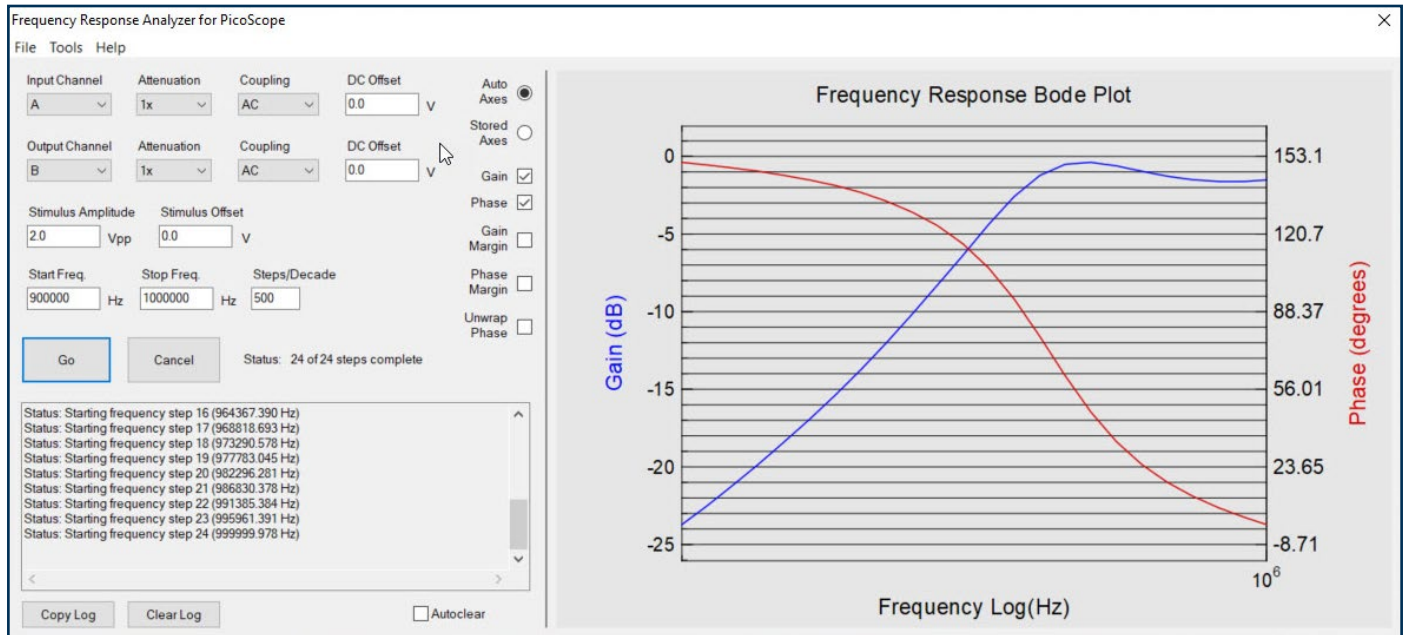 Frequency Response Analyzer for PicoScope
File Tools Help
Input Channel Attenuation Coupling DC Offset
A 1x AC 0.0 V
Output Channel Attenuation Coupling DC Offset
B 1x AC 0.0 V
Stimulus Amplitude Stimulus Offset
2.0 Vpp 0.0 V
Start Freq. Stop Freq. Steps/Decade
900000 Hz 1000000 Hz 500
Go Cancel Status: 24 of 24 steps complete
Auto
Axes
Stored
Axes
Gain
Phase
Gain
Margin
Phase
Margin
Unwrap
Phase
Status: Starting frequency step 16 (964367.390 Hz)
Status: Starting frequency step 17 (968818.693 Hz)
Status: Starting frequency step 18 (973290.578 Hz)
Status: Starting frequency step 19 (977783.045 Hz)
Status: Starting frequency step 20 (982296.281 Hz)
Status: Starting frequency step 21 (986830.378 Hz)
Status: Starting frequency step 22 (991385.384 Hz)
Status: Starting frequency step 23 (995961.391 Hz)
Status: Starting frequency step 24 (999999.978 Hz)
Copy Log Clear Log Autoclear
Frequency Response Bode Plot
Gain (dB)
0
-5
-10
-15
-20
-25
153.1
120.7
88.37
56.01
23.65
-8.71
Phase (degrees)
10⁶
Frequency Log(Hz)